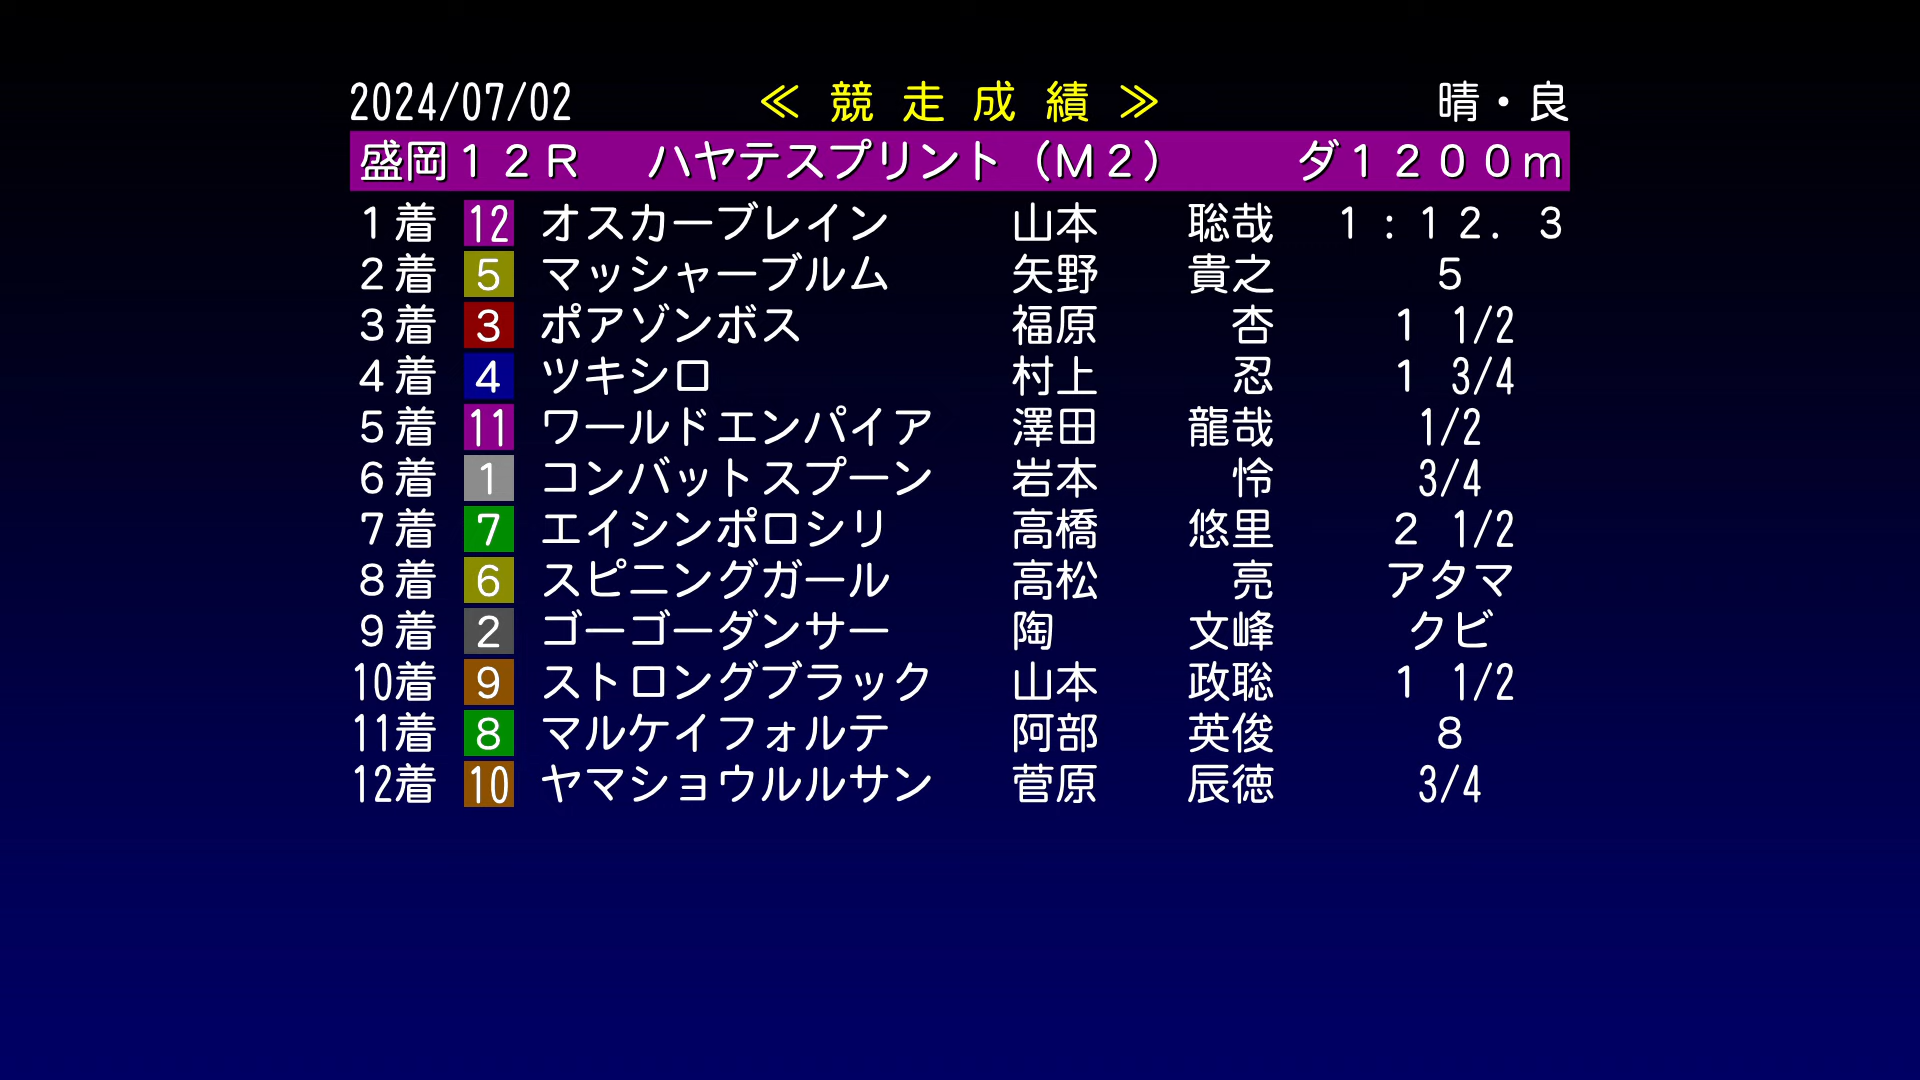 2024/07/02 ≪ 競 走 成 績 ≫ 晴・良
盛岡１２Ｒ ハヤテスプリント（Ｍ２） ダ１２００ｍ
１着 12 オスカーブレイン 山本 聡哉 １：１２．３
２着 5 マッシャーブルム 矢野 貴之 ５
３着 3 ポアゾンボス 福原 杏 １ 1/2
４着 4 ツキシロ 村上 忍 １ 3/4
５着 11 ワールドエンパイア 澤田 龍哉 1/2
６着 1 コンバットスプーン 岩本 怜 3/4
７着 7 エイシンポロシリ 高橋 悠里 ２ 1/2
８着 6 スピニングガール 高松 亮 アタマ
９着 2 ゴーゴーダンサー 陶 文峰 クビ
10着 9 ストロングブラック 山本 政聡 １ 1/2
11着 8 マルケイフォルテ 阿部 英俊 ８
12着 10 ヤマショウルルサン 菅原 辰徳 3/4